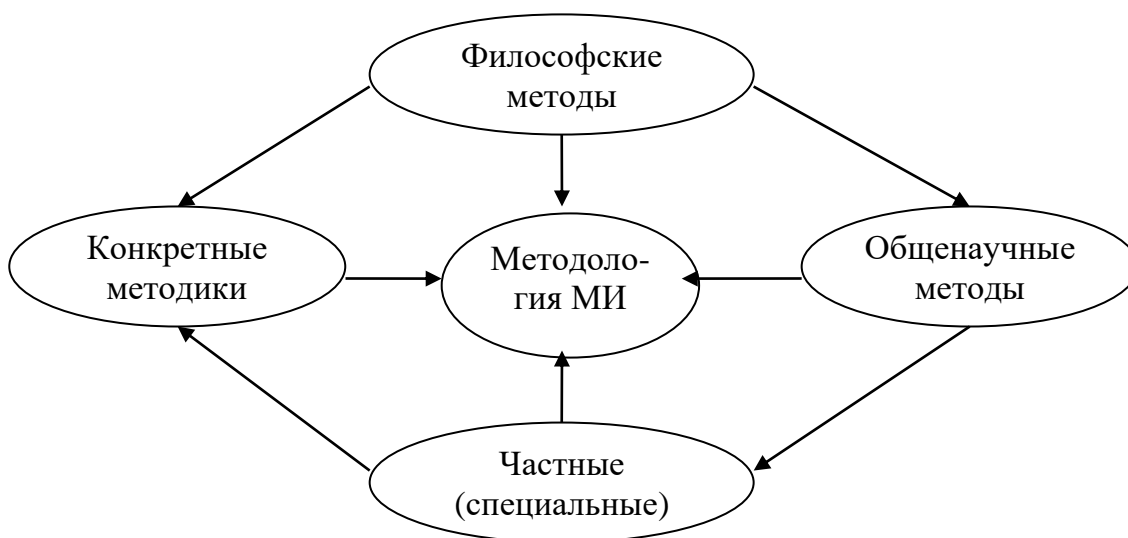 Философские
методы
Конкретные
методики
Методоло-
гия МИ
Общенаучные
методы
Частные
(специальные)